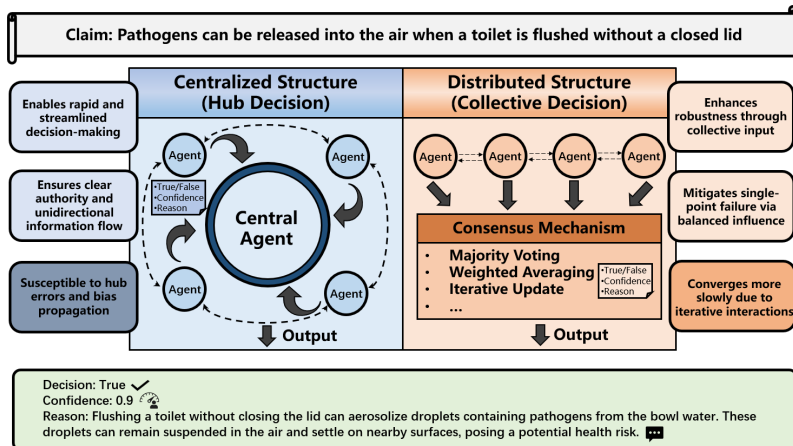 Claim: Pathogens can be released into the air when a toilet is flushed without a closed lid
Enables rapid and
streamlined
decision-making
Ensures clear
authority and
unidirectional
information flow
Susceptible to hub
errors and bias
propagation
Centralized Structure
(Hub Decision)
Agent
Agent
•True/False
•Confidence
•Reason
Central
Agent
Agent
Agent
Output
Distributed Structure
(Collective Decision)
Agent
Agent
Agent
Agent
Consensus Mechanism
• Majority Voting
• Weighted Averaging
• Iterative Update
• ...
•True/False
•Confidence
•Reason
Output
Enhances
robustness through
collective input
Mitigates single-
point failure via
balanced influence
Converges more
slowly due to
iterative interactions
Decision: True
Confidence: 0.9
Reason: Flushing a toilet without closing the lid can aerosolize droplets containing pathogens from the bowl water. These
droplets can remain suspended in the air and settle on nearby surfaces, posing a potential health risk.